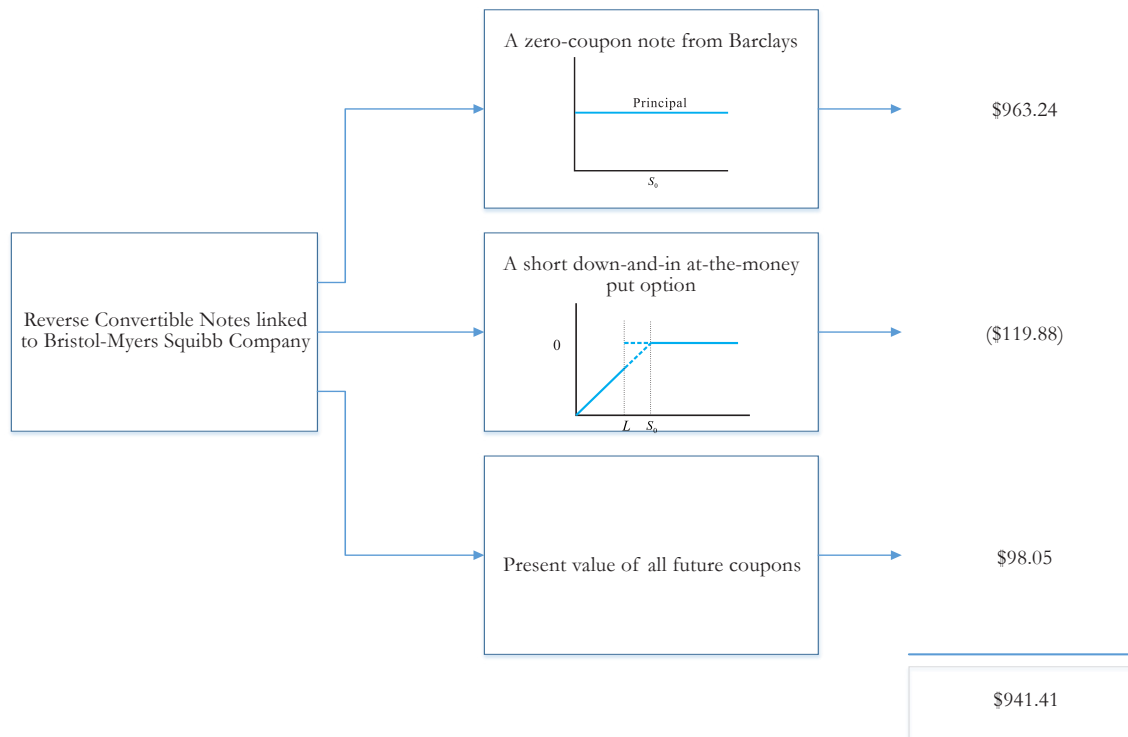 A zero-coupon note from Barclays
Principal
S₀
$963.24
Reverse Convertible Notes linked
to Bristol-Myers Squibb Company
A short down-and-in at-the-money
put option
0
L S₀
($119.88)
Present value of all future coupons
$98.05
$941.41